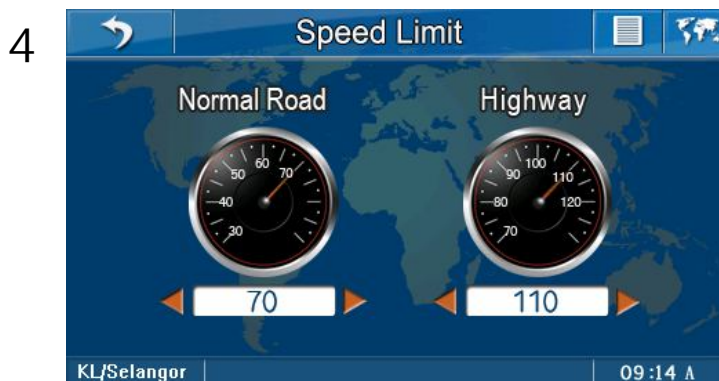 4
Speed Limit
Normal Road
Highway
30 40 50 60 70
70 80 90 100 110 120
70
110
KL/Selangor
09:14 A